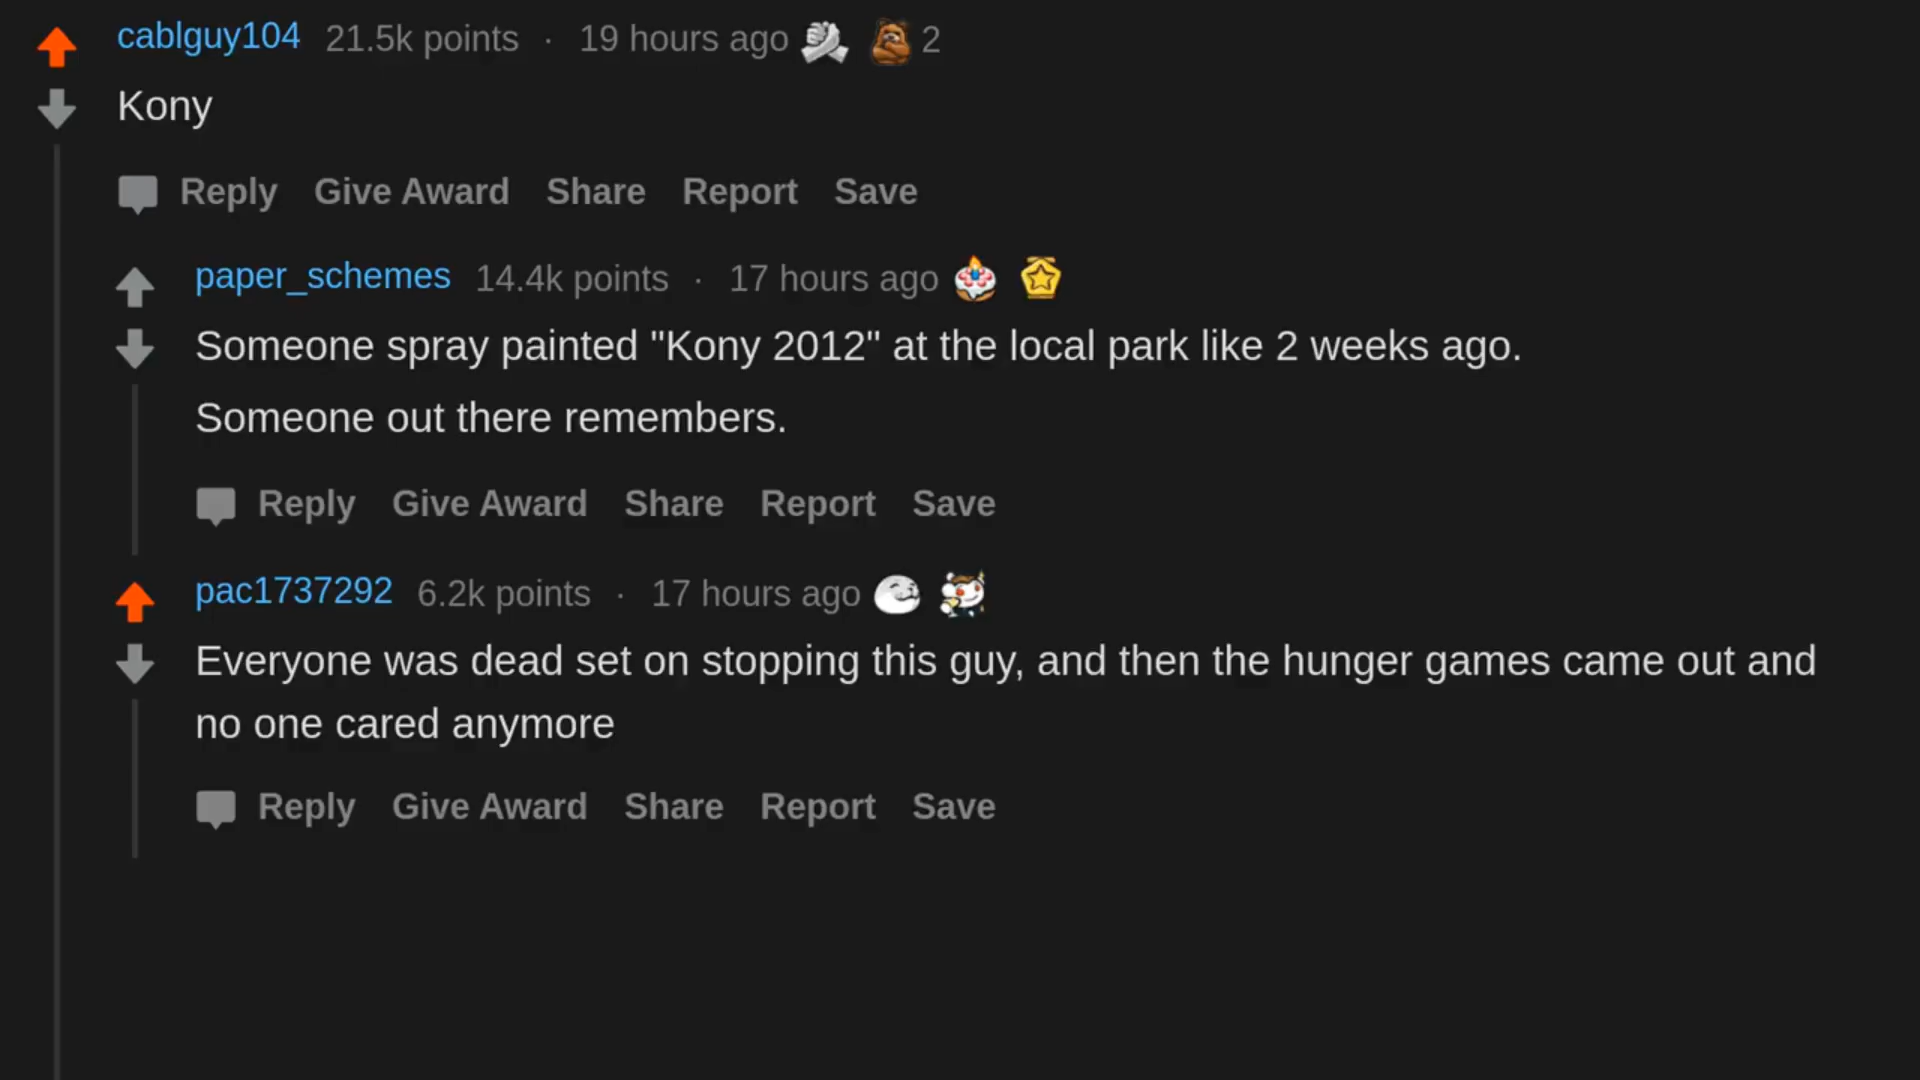 cablguy104 21.5k points · 19 hours ago 2
Kony
Reply Give Award Share Report Save
paper_schemes 14.4k points · 17 hours ago
Someone spray painted "Kony 2012" at the local park like 2 weeks ago.
Someone out there remembers.
Reply Give Award Share Report Save
pac1737292 6.2k points · 17 hours ago
Everyone was dead set on stopping this guy, and then the hunger games came out and
no one cared anymore
Reply Give Award Share Report Save